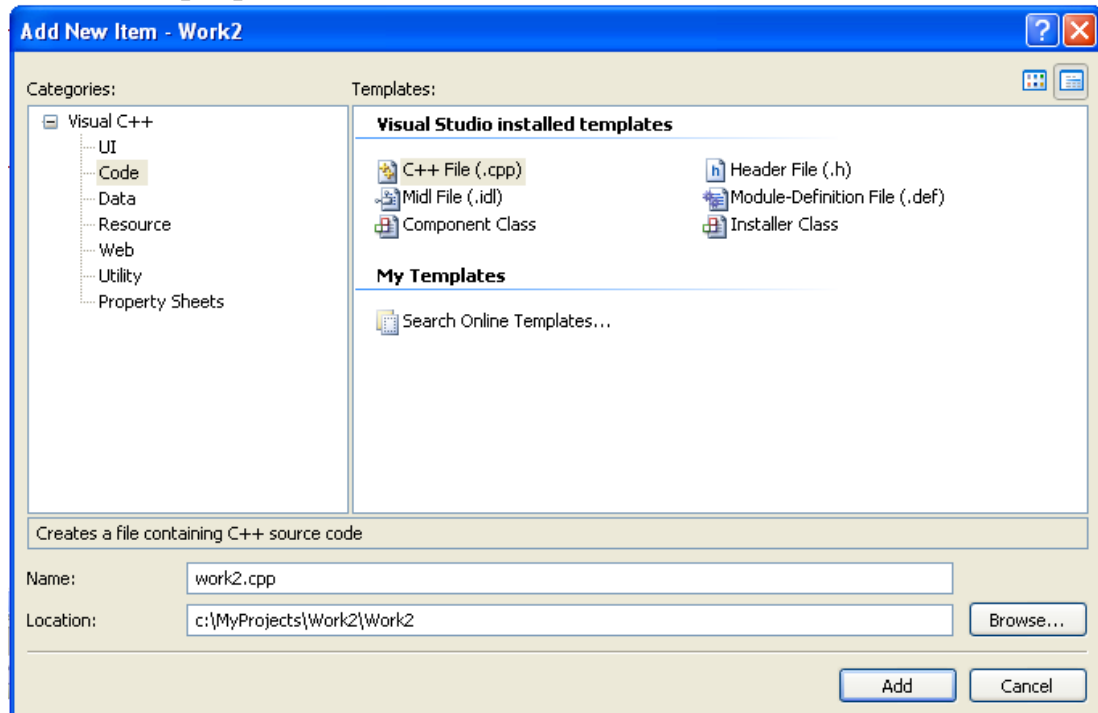 Add New Item - Work2
Categories:
Templates:
Visual C++
UI
Code
Data
Resource
Web
Utility
Property Sheets
Visual Studio installed templates
C++ File (.cpp)
Header File (.h)
Midl File (.idl)
Module-Definition File (.def)
Component Class
Installer Class
My Templates
Search Online Templates...
Creates a file containing C++ source code
Name:
work2.cpp
Location:
c:\MyProjects\Work2\Work2
Browse...
Add
Cancel